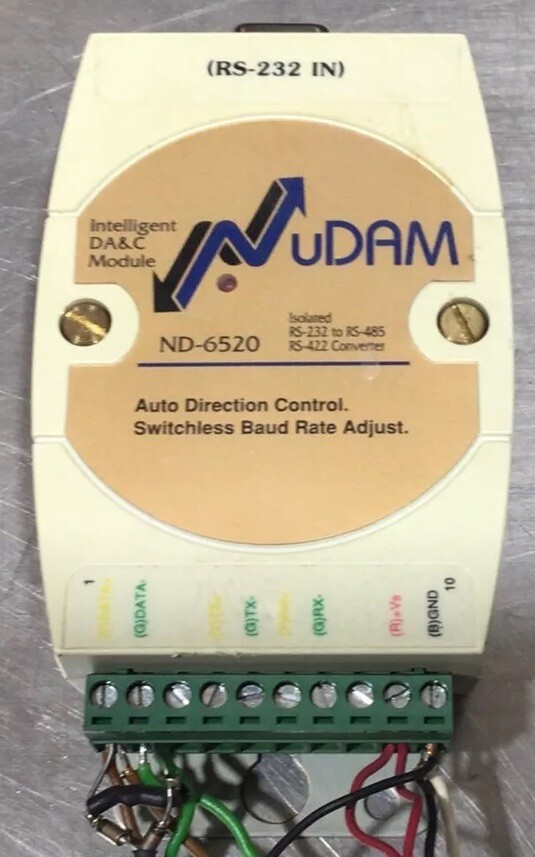 (RS-232 IN)
Intelligent
DA&C
Module
NuDAM
ND-6520
Isolated
RS-232 to RS-485
RS-422 Converter
Auto Direction Control.
Switchless Baud Rate Adjust.
1
(G)DATA-
(G)TX-
(G)RX-
(R)+Vs
(B)GND
10